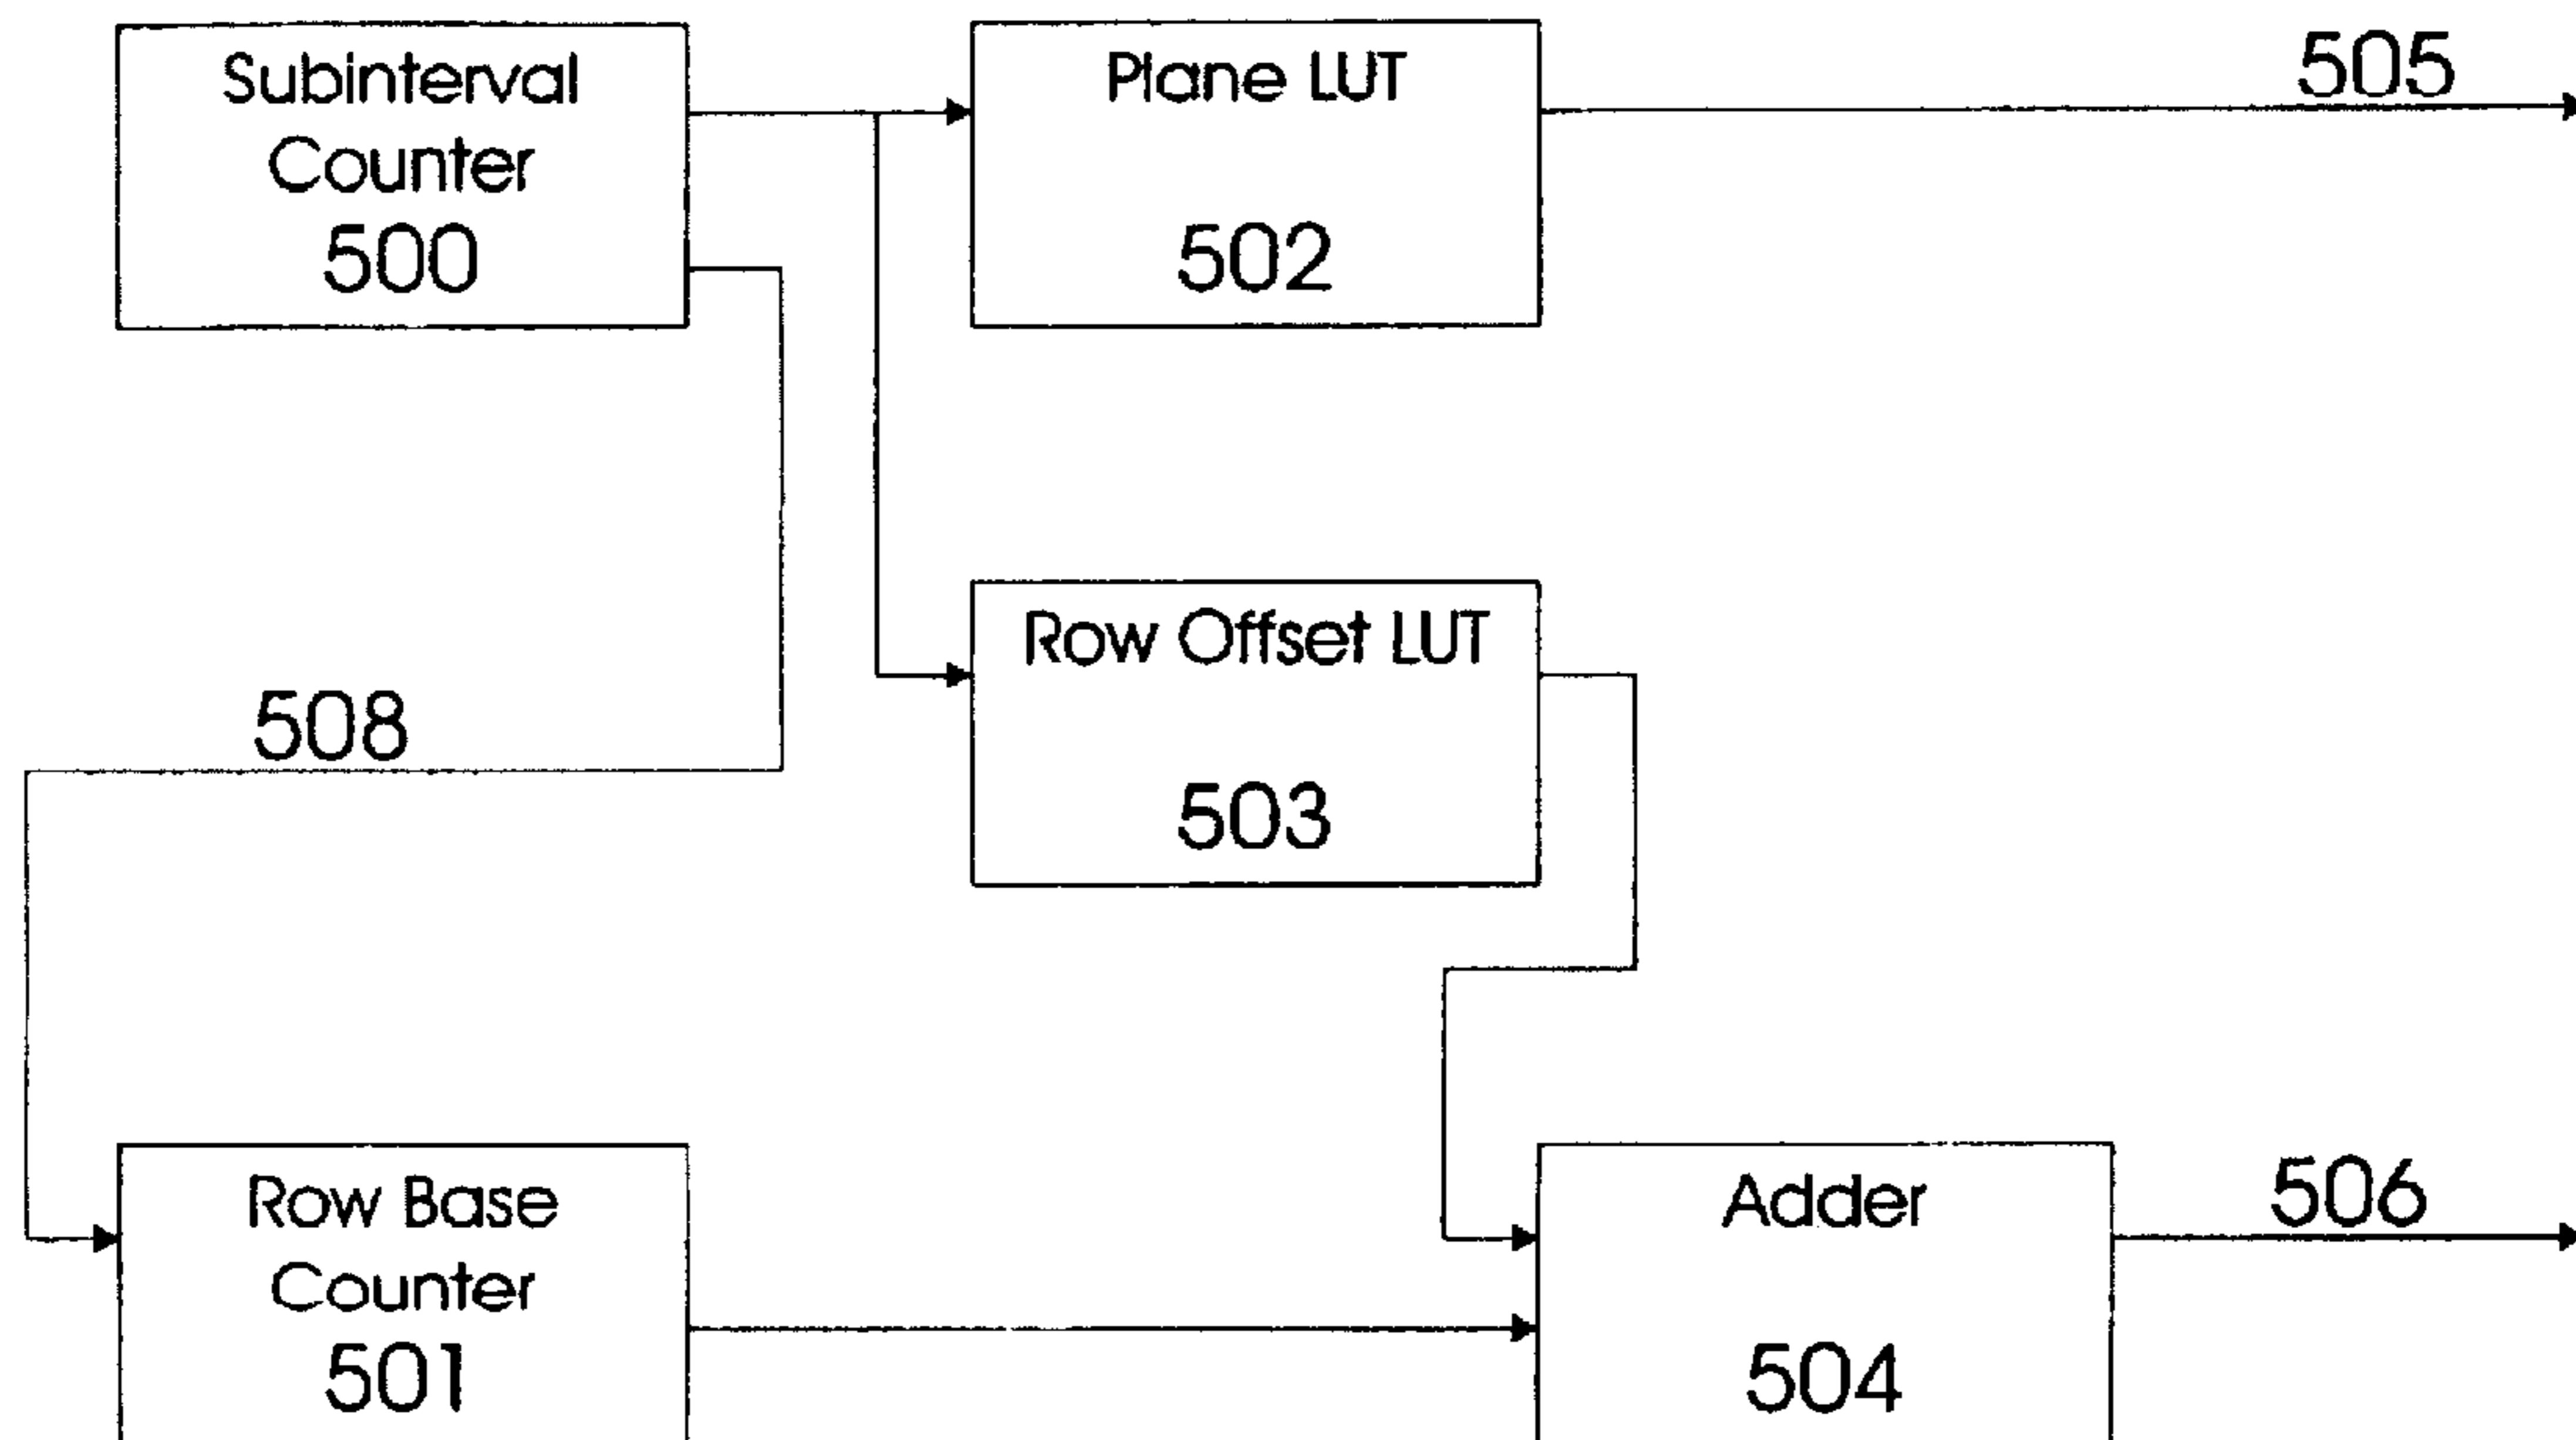 Subinterval
Counter
500
Plane LUT
502
505
Row Offset LUT
503
508
Row Base
Counter
501
Adder
504
506